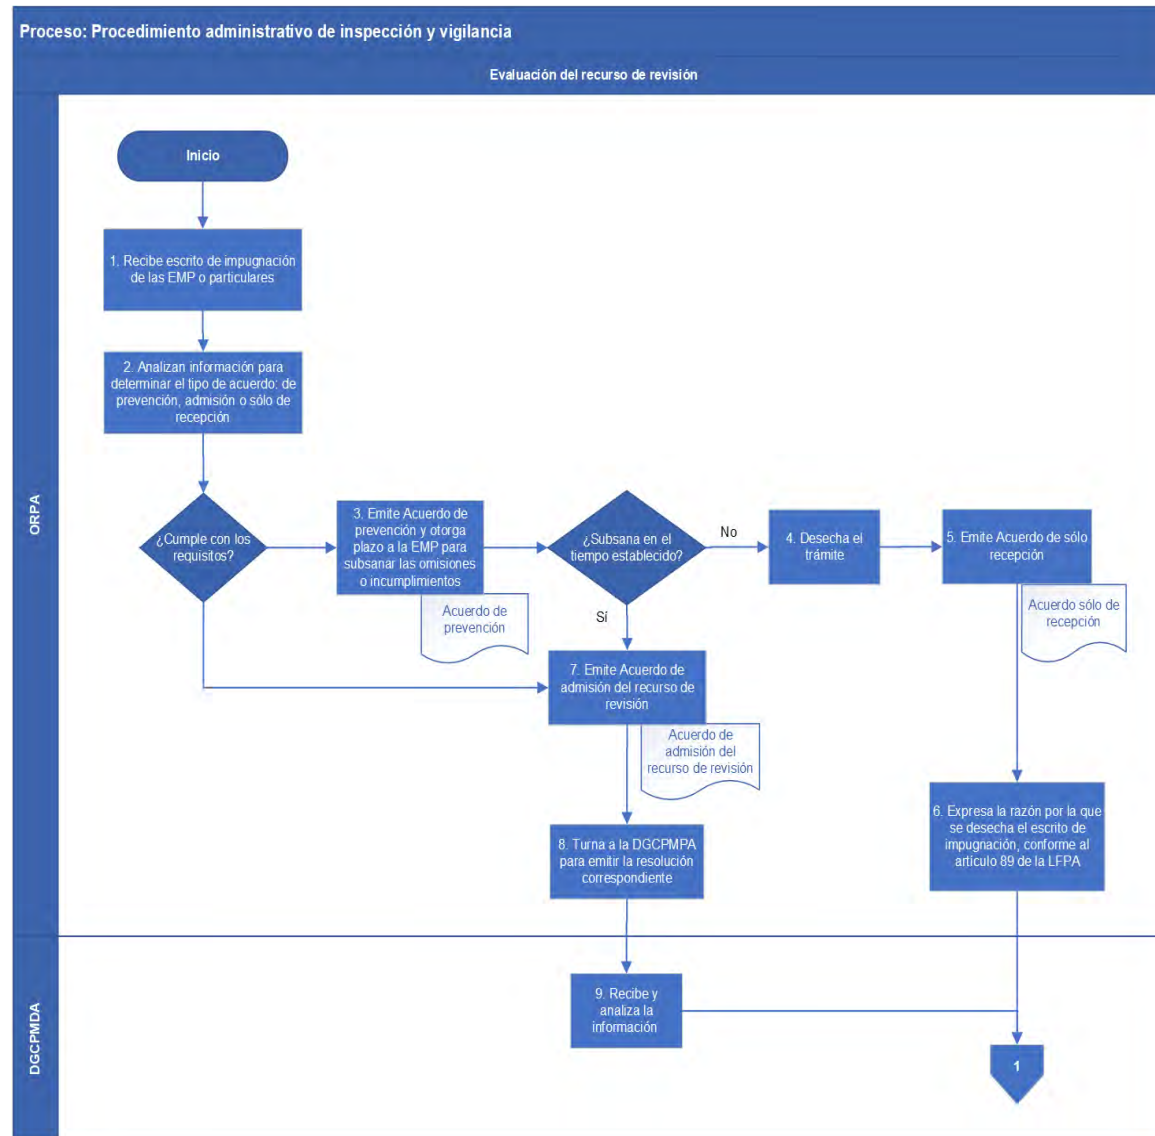 Proceso: Procedimiento administrativo de inspección y vigilancia
Evaluación del recurso de revisión
ORPA
Inicio
1. Recibe escrito de impugnación
de las EMP o particulares
2. Analizan información para
determinar el tipo de acuerdo: de
prevención, admisión o sólo de
recepción
¿Cumple con los
requisitos?
3. Emite Acuerdo de
prevención y otorga
plazo a la EMP para
subsanar las omisiones
o incumplimientos
Acuerdo de
prevención
¿Subsana en el
tiempo establecido?
No
4. Desecha el
trámite
5. Emite Acuerdo de sólo
recepción
Acuerdo sólo de
recepción
Sí
7. Emite Acuerdo de
admisión del recurso de
revisión
Acuerdo de
admisión del
recurso de revisión
6. Expresa la razón por la que
se desecha el escrito de
impugnación, conforme al
artículo 89 de la LFPA
8. Turna a la DGCPMPA
para emitir la resolución
correspondiente
DGCPMDA
9. Recibe y
analiza la
información
1